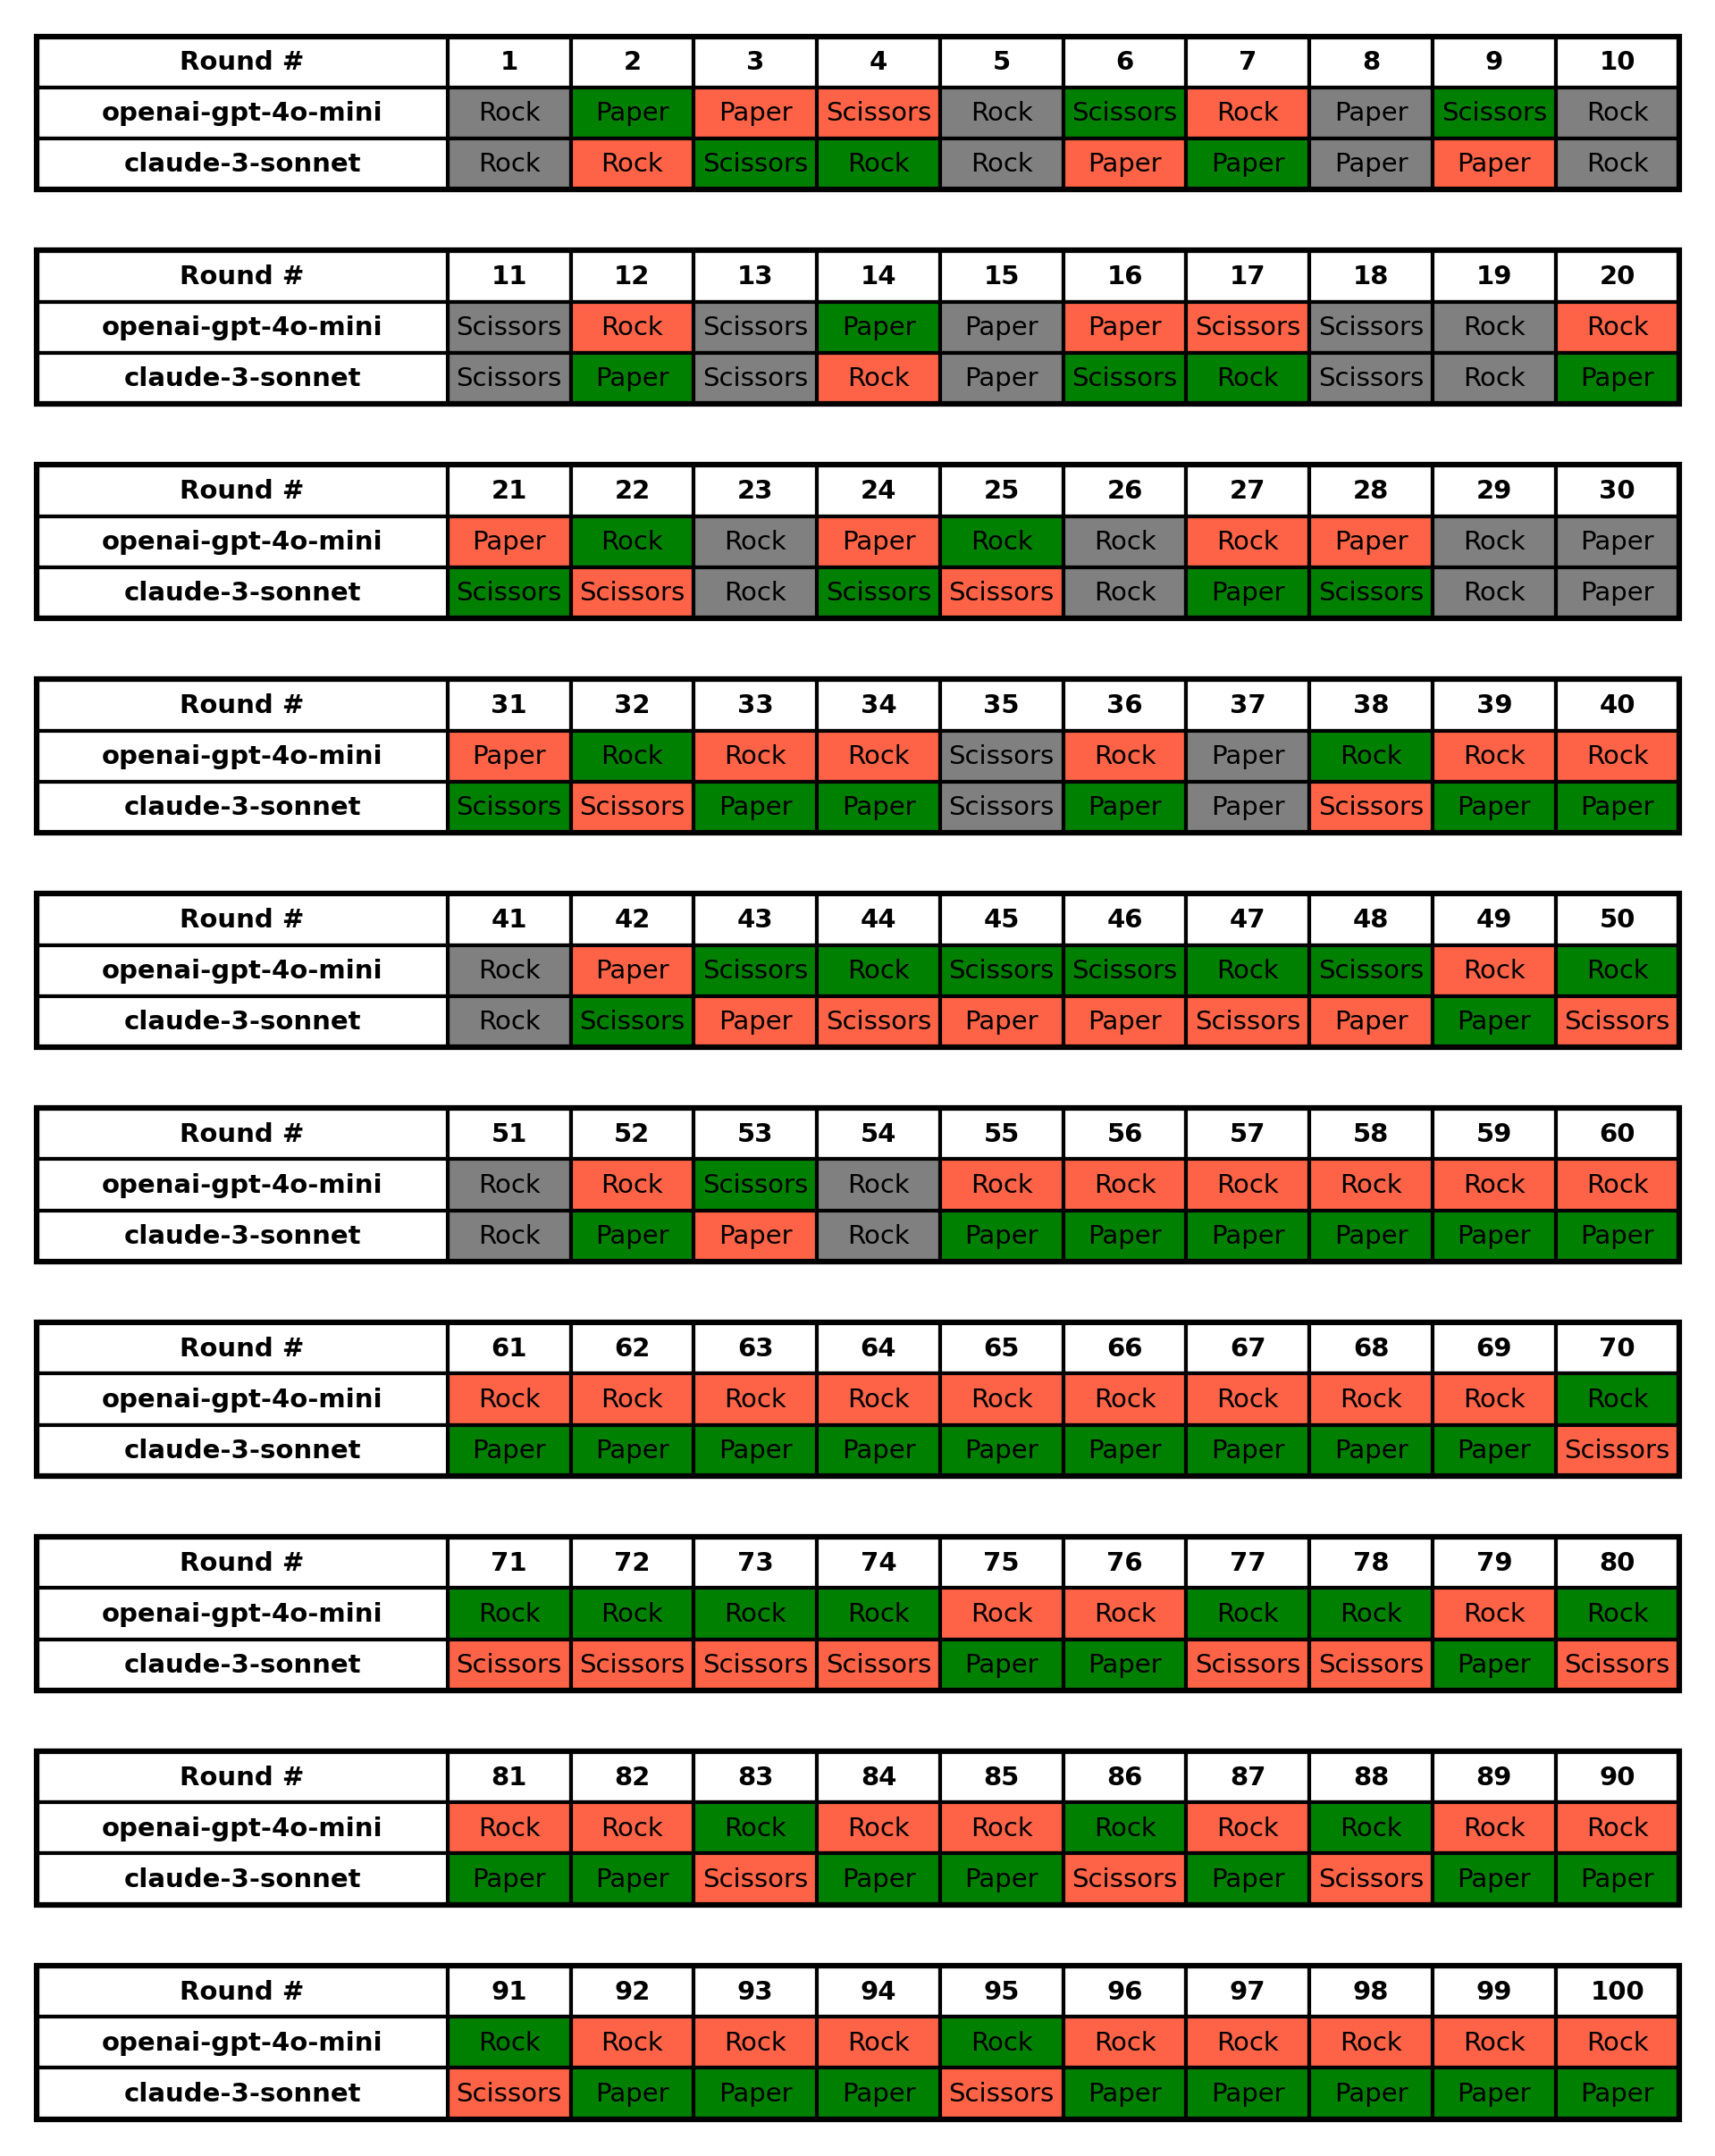 Round # 1 2 3 4 5 6 7 8 9 10
openai-gpt-4o-mini Rock Paper Paper Scissors Rock Scissors Rock Paper Scissors Rock
claude-3-sonnet Rock Rock Scissors Rock Rock Paper Paper Paper Paper Rock
Round # 11 12 13 14 15 16 17 18 19 20
openai-gpt-4o-mini Scissors Rock Scissors Paper Paper Paper Scissors Scissors Rock Rock
claude-3-sonnet Scissors Paper Scissors Rock Paper Scissors Rock Scissors Rock Paper
Round # 21 22 23 24 25 26 27 28 29 30
openai-gpt-4o-mini Paper Rock Rock Paper Rock Rock Rock Paper Rock Paper
claude-3-sonnet Scissors Scissors Rock Scissors Scissors Rock Paper Scissors Rock Paper
Round # 31 32 33 34 35 36 37 38 39 40
openai-gpt-4o-mini Paper Rock Rock Rock Scissors Rock Paper Rock Rock Rock
claude-3-sonnet Scissors Scissors Paper Paper Scissors Paper Paper Scissors Paper Paper
Round # 41 42 43 44 45 46 47 48 49 50
openai-gpt-4o-mini Rock Paper Scissors Rock Scissors Scissors Rock Scissors Rock Rock
claude-3-sonnet Rock Scissors Paper Scissors Paper Paper Scissors Paper Paper Scissors
Round # 51 52 53 54 55 56 57 58 59 60
openai-gpt-4o-mini Rock Rock Scissors Rock Rock Rock Rock Rock Rock Rock
claude-3-sonnet Rock Paper Paper Rock Paper Paper Paper Paper Paper Paper
Round # 61 62 63 64 65 66 67 68 69 70
openai-gpt-4o-mini Rock Rock Rock Rock Rock Rock Rock Rock Rock Rock
claude-3-sonnet Paper Paper Paper Paper Paper Paper Paper Paper Paper Scissors
Round # 71 72 73 74 75 76 77 78 79 80
openai-gpt-4o-mini Rock Rock Rock Rock Rock Rock Rock Rock Rock Rock
claude-3-sonnet Scissors Scissors Scissors Scissors Paper Paper Scissors Scissors Paper Scissors
Round # 81 82 83 84 85 86 87 88 89 90
openai-gpt-4o-mini Rock Rock Rock Rock Rock Rock Rock Rock Rock Rock
claude-3-sonnet Paper Paper Scissors Paper Paper Scissors Paper Scissors Paper Paper
Round # 91 92 93 94 95 96 97 98 99 100
openai-gpt-4o-mini Rock Rock Rock Rock Rock Rock Rock Rock Rock Rock
claude-3-sonnet Scissors Paper Paper Paper Scissors Paper Paper Paper Paper Paper